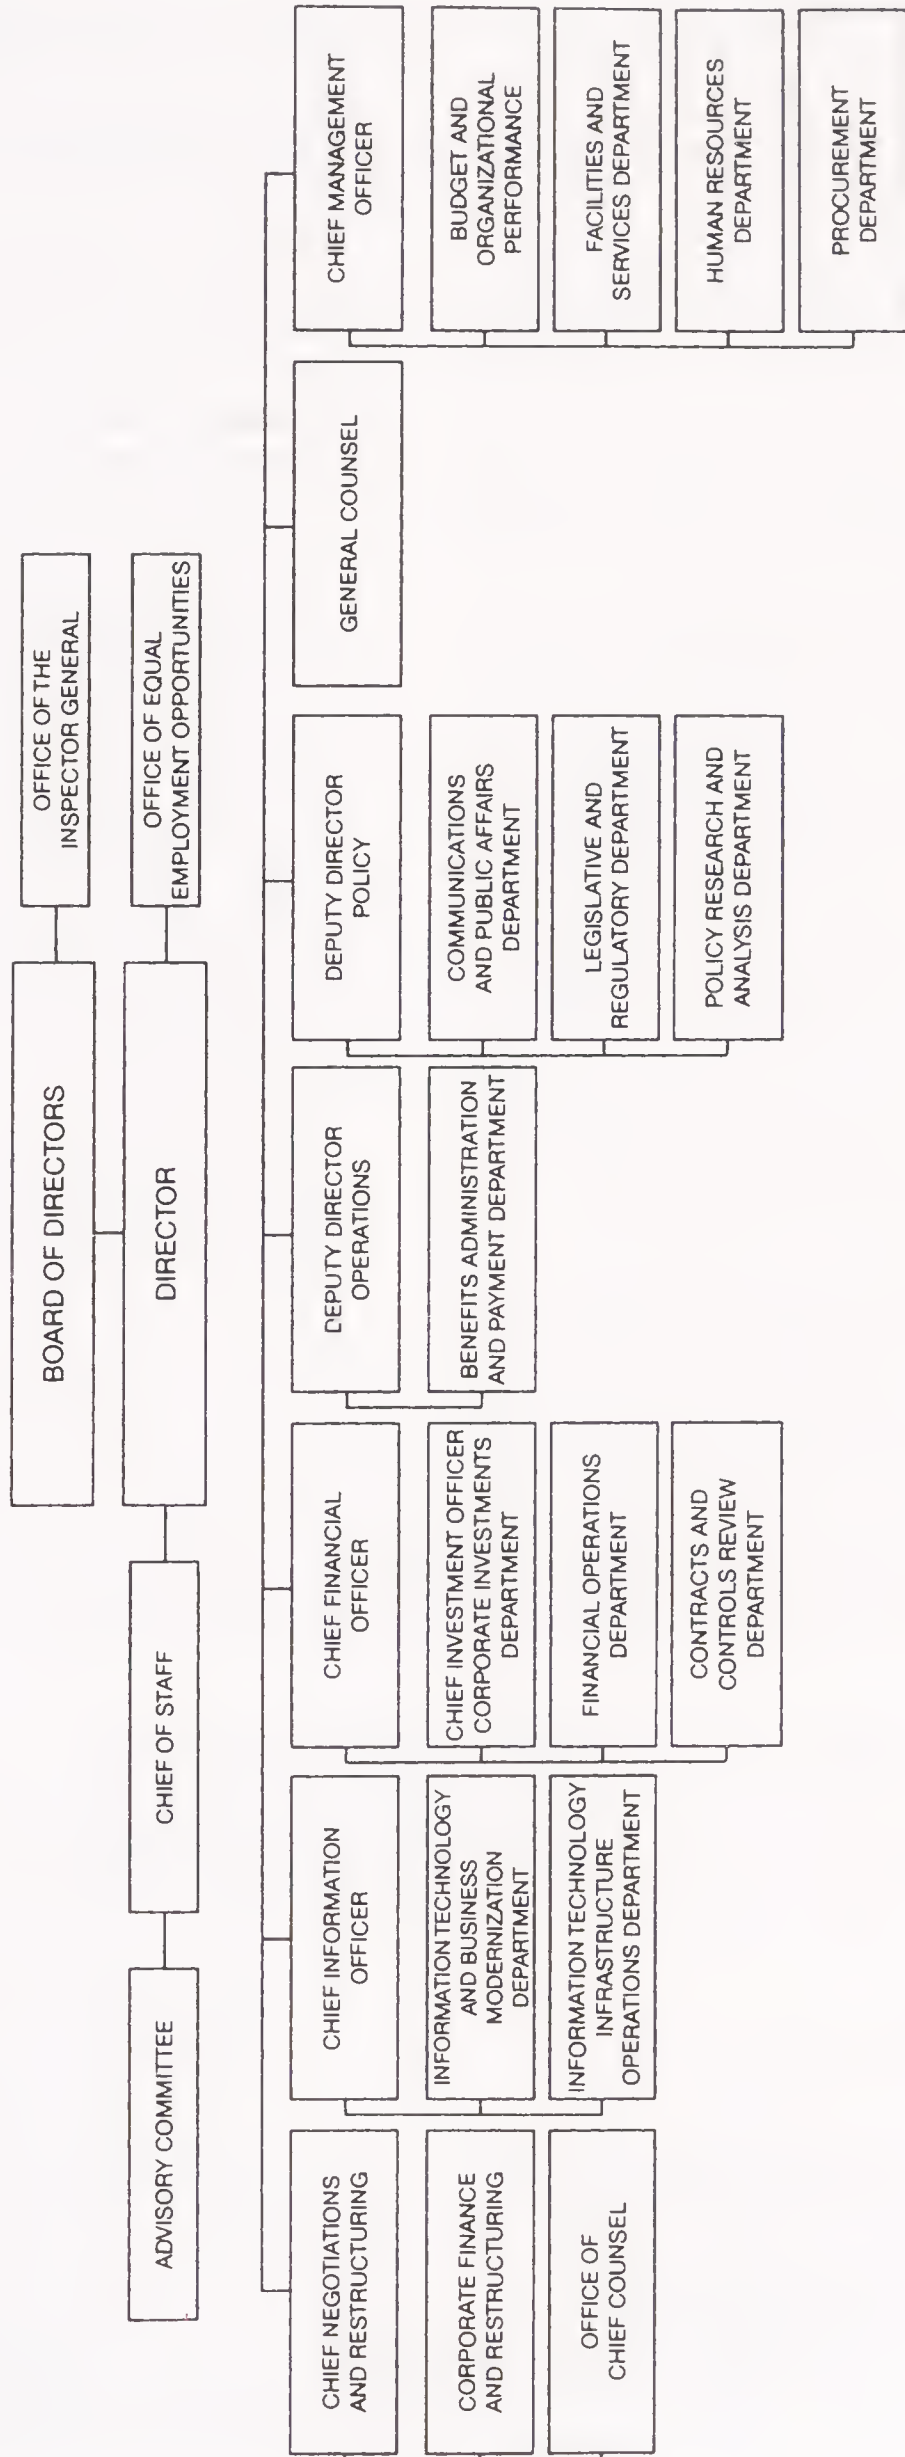 BOARD OF DIRECTORS
OFFICE OF THE
INSPECTOR GENERAL
ADVISORY COMMITTEE
CHIEF OF STAFF
DIRECTOR
OFFICE OF EQUAL
EMPLOYMENT OPPORTUNITIES
CHIEF NEGOTIATIONS
AND RESTRUCTURING
CORPORATE FINANCE
AND RESTRUCTURING
OFFICE OF
CHIEF COUNSEL
CHIEF INFORMATION
OFFICER
INFORMATION TECHNOLOGY
AND BUSINESS
MODERNIZATION
DEPARTMENT
INFORMATION TECHNOLOGY
INFRASTRUCTURE
OPERATIONS DEPARTMENT
CHIEF FINANCIAL
OFFICER
CHIEF INVESTMENT OFFICER
CORPORATE INVESTMENTS
DEPARTMENT
FINANCIAL OPERATIONS
DEPARTMENT
CONTRACTS AND
CONTROLS REVIEW
DEPARTMENT
DEPUTY DIRECTOR
OPERATIONS
BENEFITS ADMINISTRATION
AND PAYMENT DEPARTMENT
DEPUTY DIRECTOR
POLICY
COMMUNICATIONS
AND PUBLIC AFFAIRS
DEPARTMENT
LEGISLATIVE AND
REGULATORY DEPARTMENT
POLICY RESEARCH AND
ANALYSIS DEPARTMENT
GENERAL COUNSEL
CHIEF MANAGEMENT
OFFICER
BUDGET AND
ORGANIZATIONAL
PERFORMANCE
FACILITIES AND
SERVICES DEPARTMENT
HUMAN RESOURCES
DEPARTMENT
PROCUREMENT
DEPARTMENT